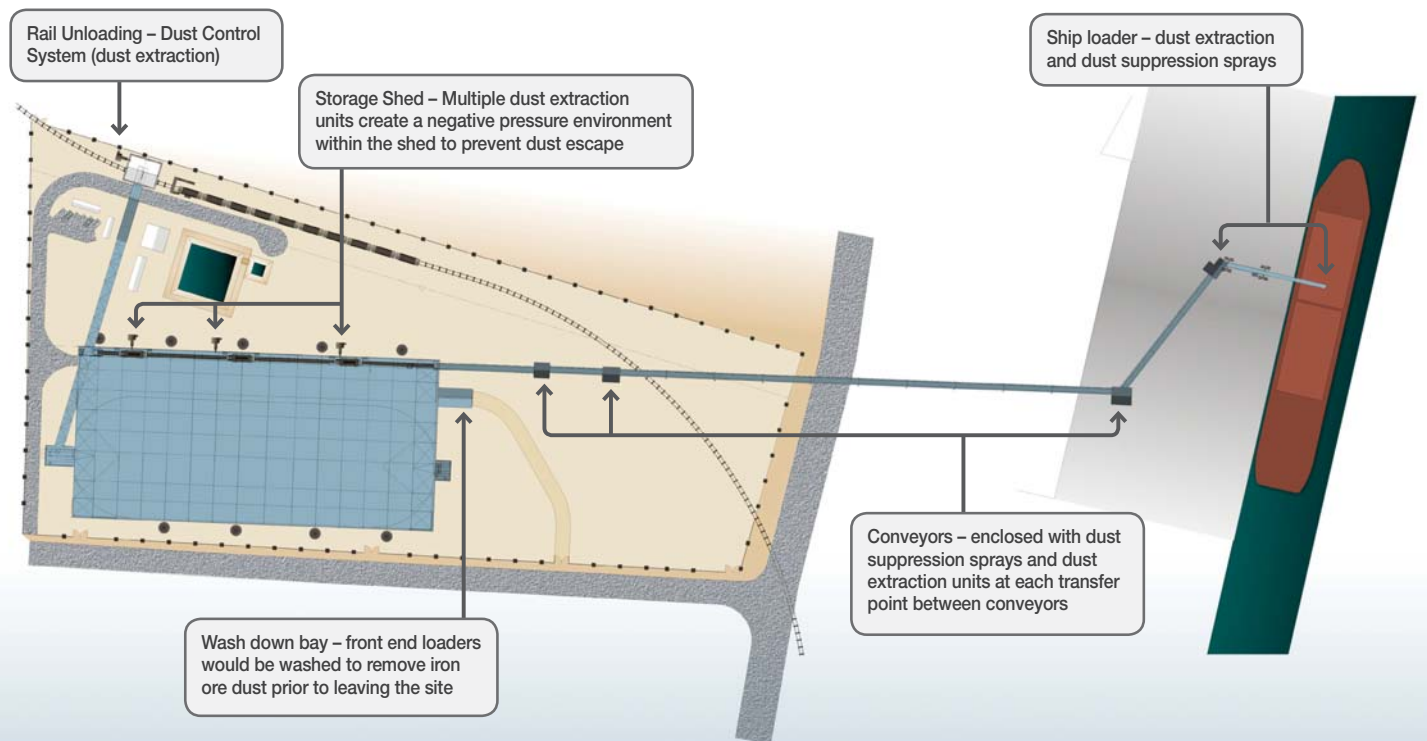 Rail Unloading – Dust Control
System (dust extraction)
Storage Shed – Multiple dust extraction
units create a negative pressure environment
within the shed to prevent dust escape
Ship loader – dust extraction
and dust suppression sprays
Conveyors – enclosed with dust
suppression sprays and dust
extraction units at each transfer
point between conveyors
Wash down bay – front end loaders
would be washed to remove iron
ore dust prior to leaving the site